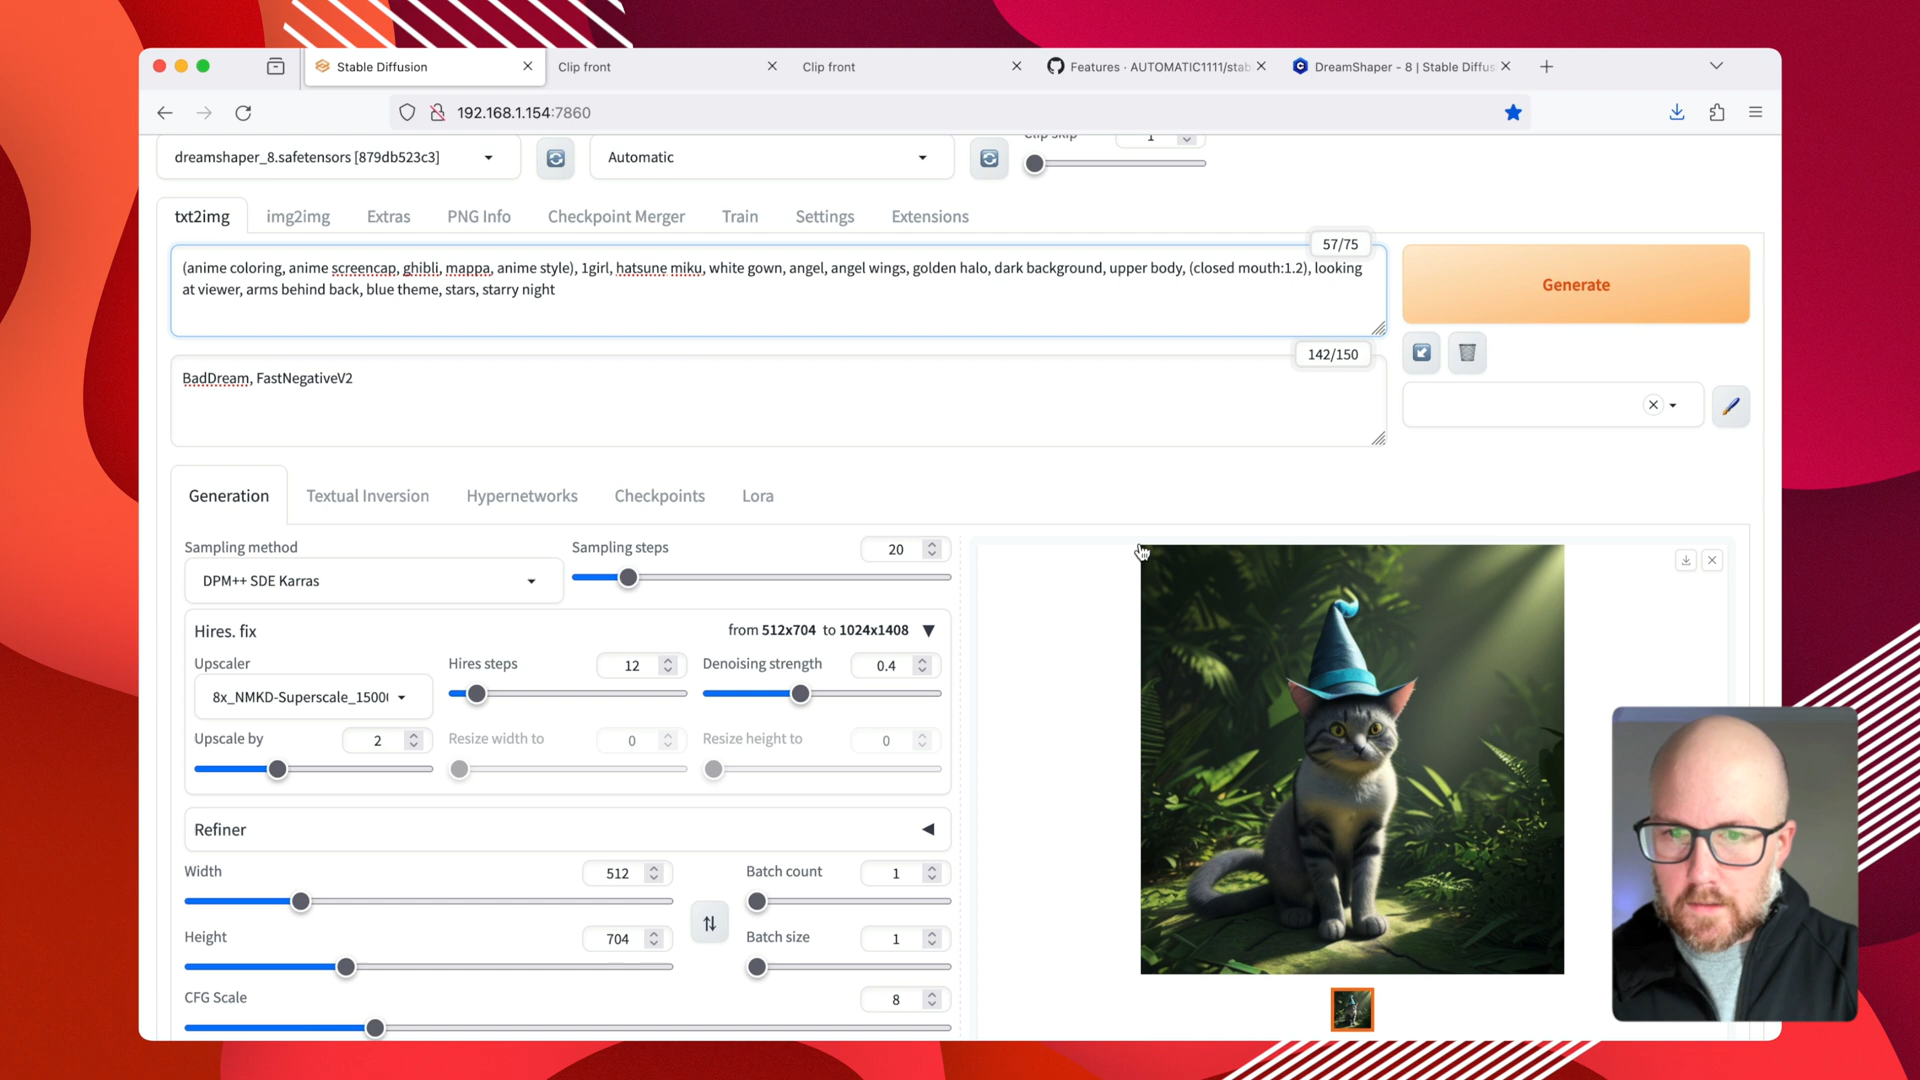 Stable Diffusion
Clip front
Clip front
Features · AUTOMATIC1111/stab
DreamShaper - 8 | Stable Diffus
192.168.1.154:7860
Clip skip
1
dreamshaper_8.safetensors [879db523c3]
Automatic
txt2img
img2img
Extras
PNG Info
Checkpoint Merger
Train
Settings
Extensions
57/75
(anime coloring, anime screencap, ghibli, mappa, anime style), 1girl, hatsune miku, white gown, angel, angel wings, golden halo, dark background, upper body, (closed mouth:1.2), looking
at viewer, arms behind back, blue theme, stars, starry night
Generate
142/150
BadDream, FastNegativeV2
Generation
Textual Inversion
Hypernetworks
Checkpoints
Lora
Sampling method
DPM++ SDE Karras
Sampling steps
20
Hires. fix
from 512x704 to 1024x1408
Upscaler
8x_NMKD-Superscale_1500
Hires steps
12
Denoising strength
0.4
Upscale by
2
Resize width to
0
Resize height to
0
Refiner
Width
512
Batch count
1
Height
704
Batch size
1
CFG Scale
8